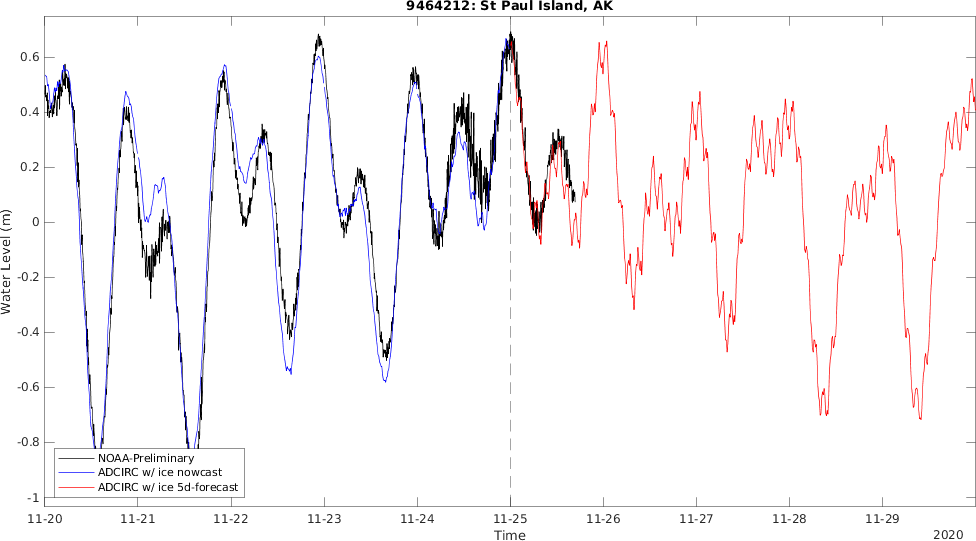 9464212: St Paul Island, AK
Water Level (m)
0.6
0.4
0.2
0
-0.2
-0.4
-0.6
-0.8
-1
NOAA-Preliminary
ADCIRC w/ ice nowcast
ADCIRC w/ ice 5d-forecast
11-20 11-21 11-22 11-23 11-24 11-25 11-26 11-27 11-28 11-29
Time
2020